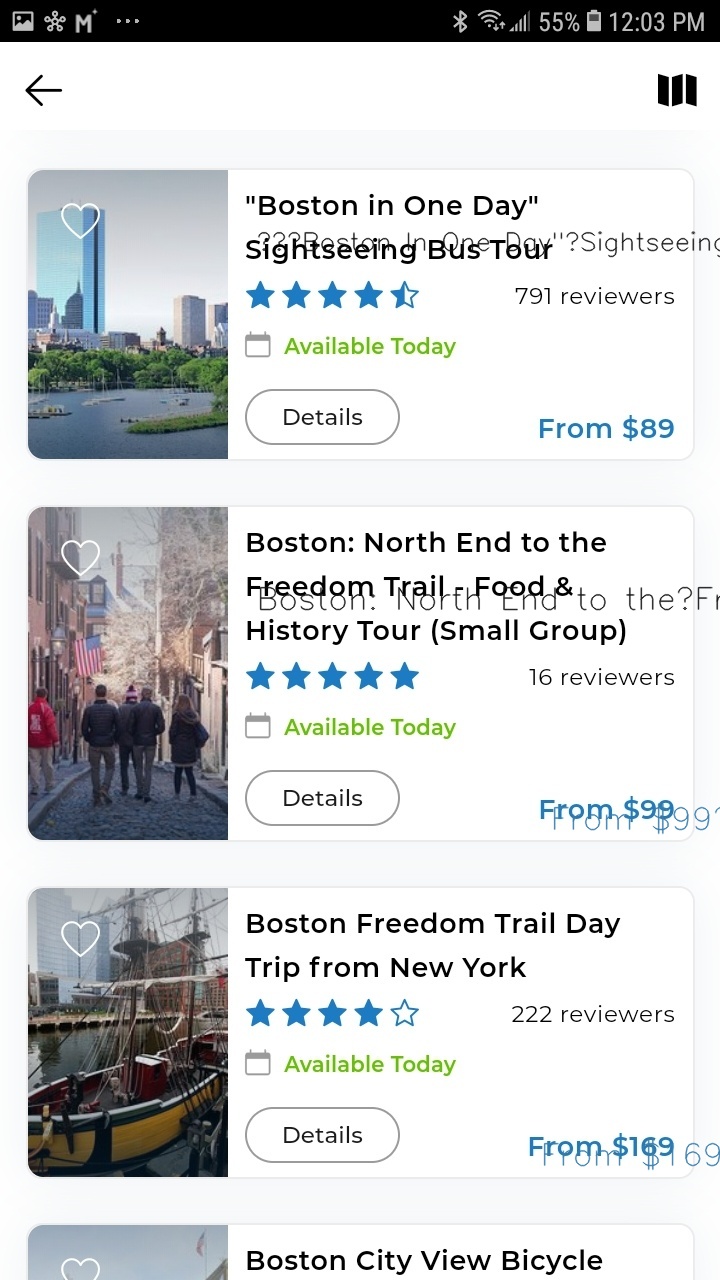 55% 12:03 PM
"Boston in One Day"
???Boston In One Day''?Sightseeing
Sightseeing Bus Tour
791 reviewers
Available Today
Details
From $89
Boston: North End to the
Freedom Trail - Food &
Boston: North End to the?Fr
History Tour (Small Group)
16 reviewers
Available Today
Details
From $99
From $99?
Boston Freedom Trail Day
Trip from New York
222 reviewers
Available Today
Details
From $169
From $169
Boston City View Bicycle